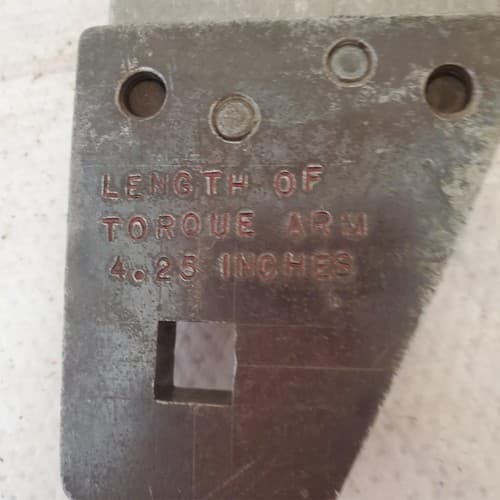 LENGTH OF
TORQUE ARM
4.25 INCHES